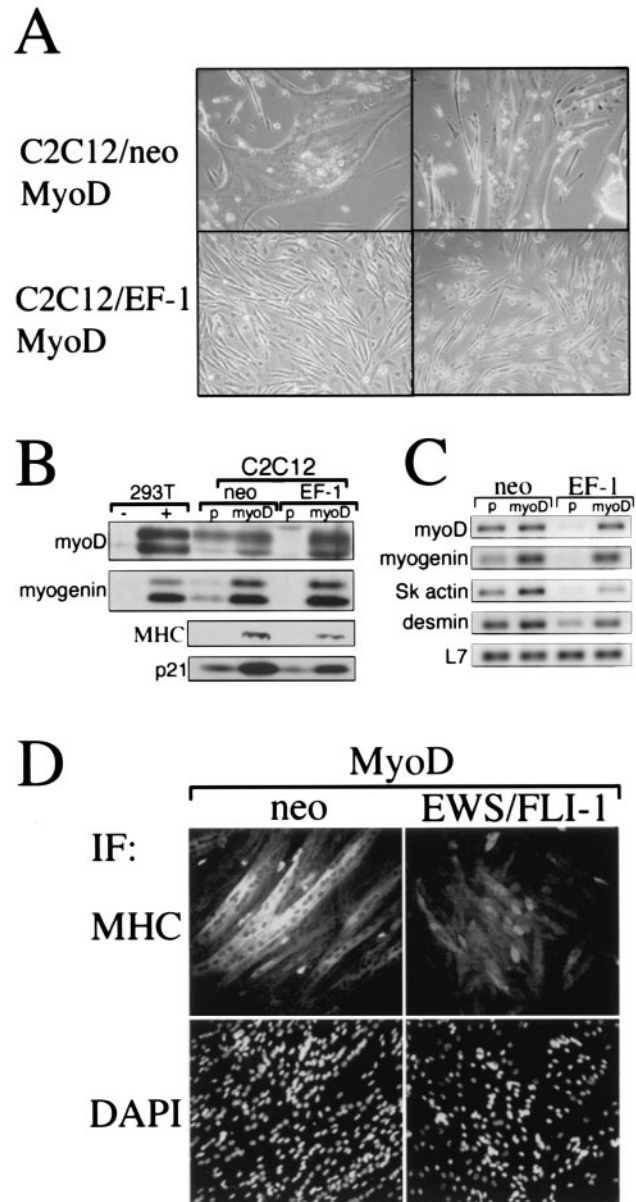 A
C2C12/neo
MyoD
C2C12/EF-1
MyoD
B
C2C12
293T neo EF-1
- + p myoD p myoD
myoD
myogenin
MHC
p21
C
neo EF-1
p myoD p myoD
myoD
myogenin
Sk actin
desmin
L7
D
MyoD
neo EWS/FLI-1
IF:
MHC
DAPI